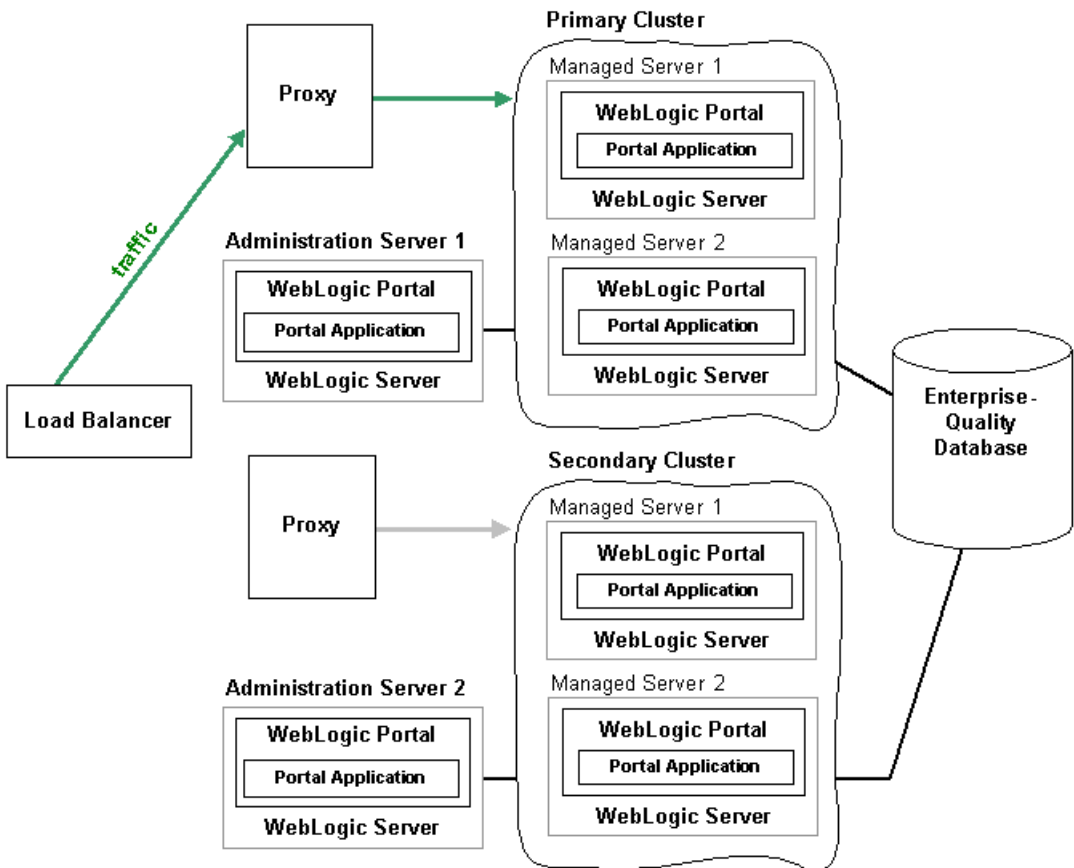 Primary Cluster
Managed Server 1
Proxy
WebLogic Portal
Portal Application
WebLogic Server
traffic
Administration Server 1
WebLogic Portal
Portal Application
WebLogic Server
Managed Server 2
WebLogic Portal
Portal Application
WebLogic Server
Load Balancer
Enterprise-
Quality
Database
Secondary Cluster
Managed Server 1
Proxy
WebLogic Portal
Portal Application
WebLogic Server
Administration Server 2
WebLogic Portal
Portal Application
WebLogic Server
Managed Server 2
WebLogic Portal
Portal Application
WebLogic Server